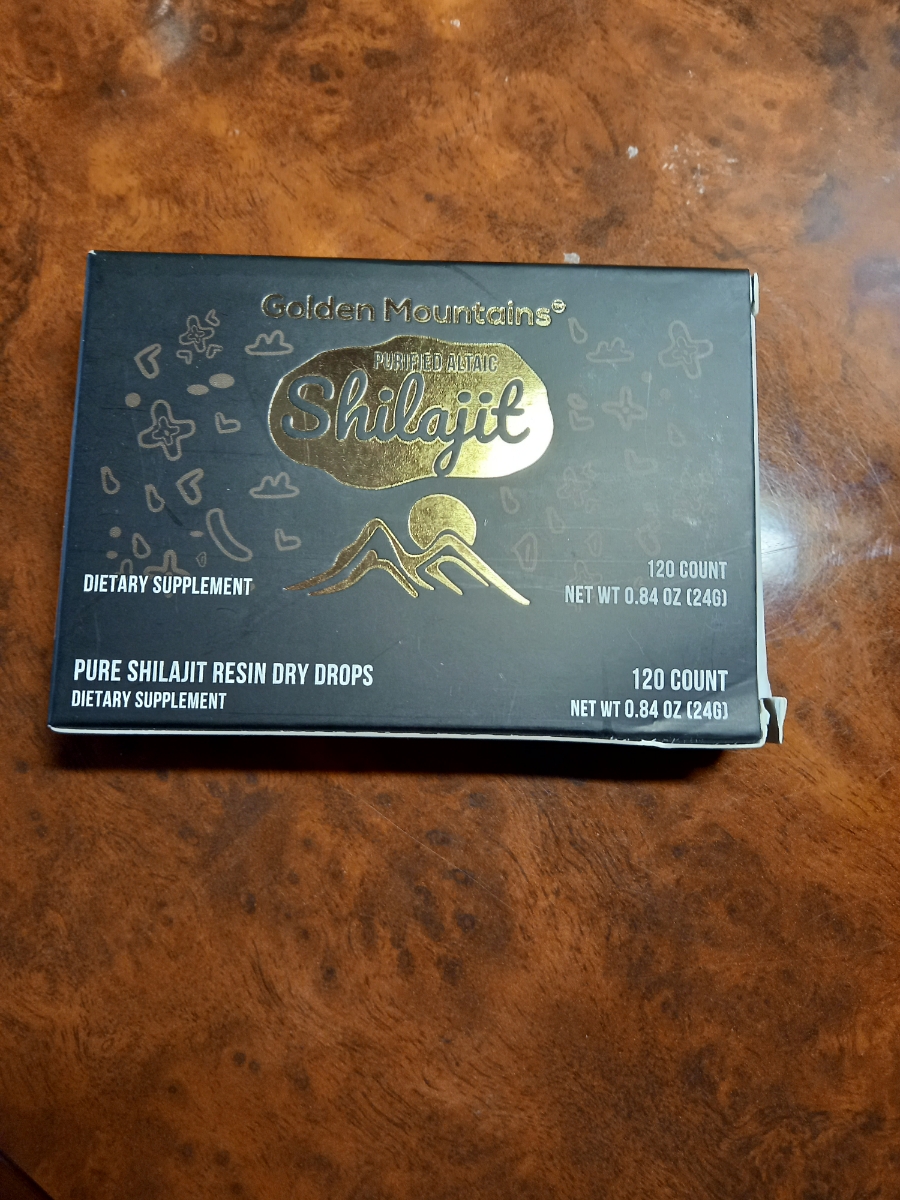 Golden Mountains
PURIFIED ALTAIC
Shilajit
DIETARY SUPPLEMENT
120 COUNT
NET WT 0.84 OZ (24G)
PURE SHILAJIT RESIN DRY DROPS
DIETARY SUPPLEMENT
120 COUNT
NET WT 0.84 OZ (24G)